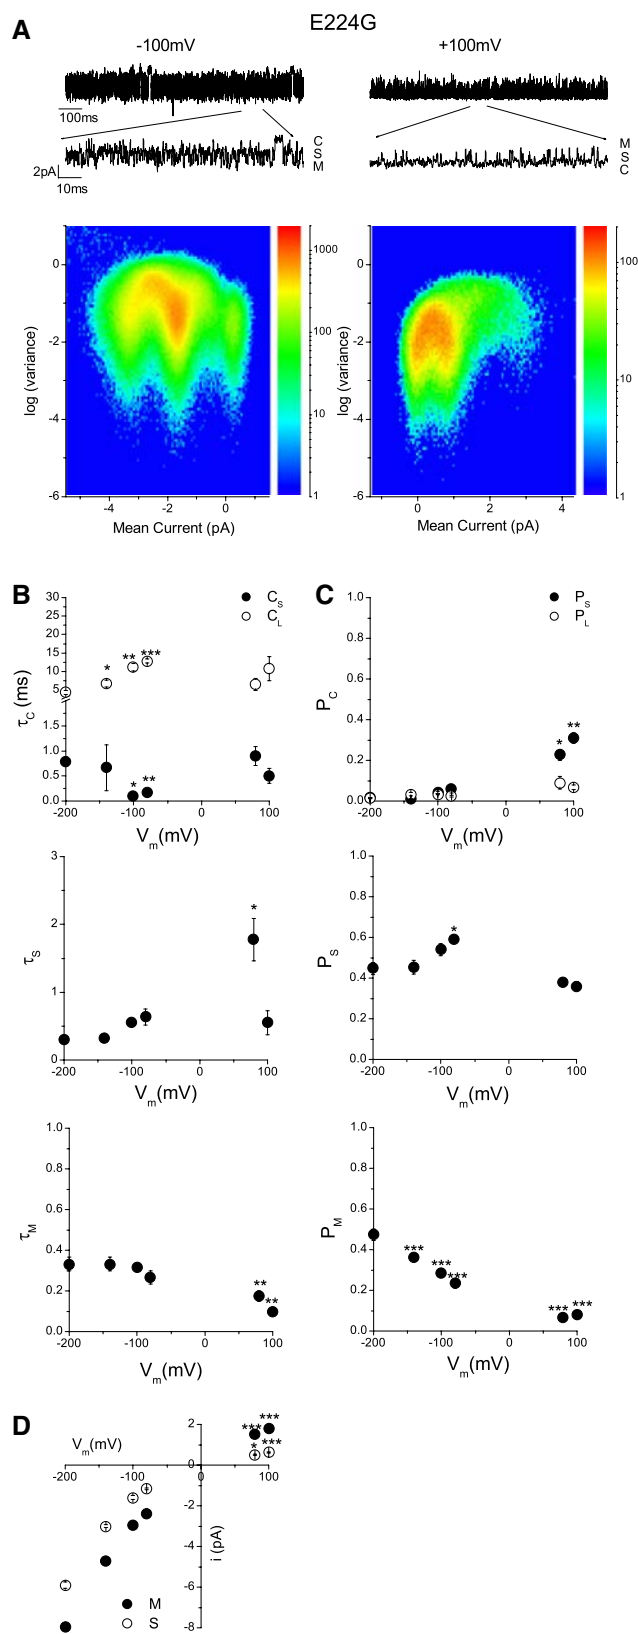 E224G
A
-100mV +100mV
100ms
C
S
M
2pA
10ms
M
S
C
0
-2
-4
-6
log (variance)
-4 -2 0
Mean Current (pA)
1000
100
10
1
log (variance)
0
-2
-4
-6
0 2 4
Mean Current (pA)
100
10
1
B
30
25
20
15
10
5
1.5
1.0
0.5
0.0
τC (ms)
CS
CL
* ** ***
* **
-200 -100 0 100
Vm(mV)
C
1.0
0.8
0.6
0.4
0.2
0.0
PC
PS
PL
* **
-200 -100 0 100
Vm(mV)
3
2
1
0
τS
*
-200 -100 0 100
Vm(mV)
1.0
0.8
0.6
0.4
0.2
0.0
PS
*
-200 -100 0 100
Vm(mV)
1.0
0.8
0.6
0.4
0.2
0.0
τM
** **
-200 -100 0 100
Vm(mV)
1.0
0.8
0.6
0.4
0.2
0.0
PM
*** *** *** *** ***
-200 -100 0 100
Vm(mV)
D
Vm(mV)
-200 -100 0 100
2
0
-2
-4
-6
-8
i (pA)
*** ***
* ***
M
S